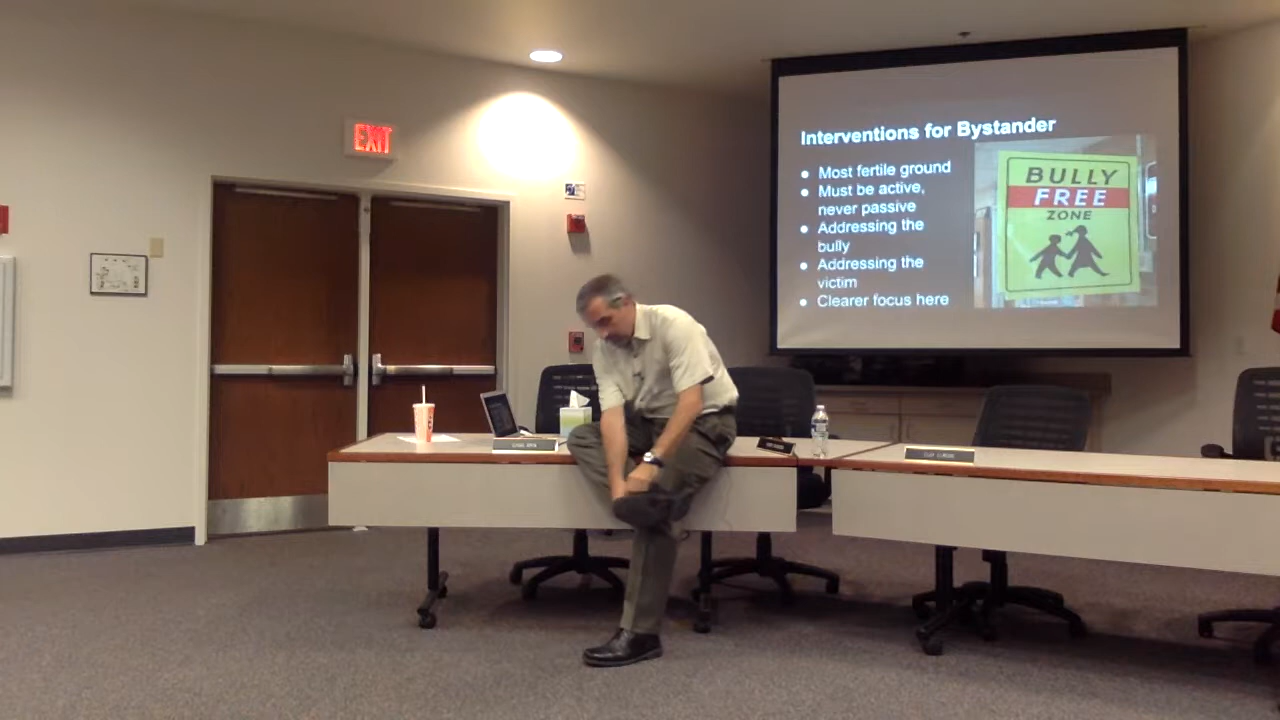 EXIT
Interventions for Bystander
● Most fertile ground
● Must be active,
never passive
● Addressing the
bully
● Addressing the
victim
● Clearer focus here
BULLY
FREE
ZONE